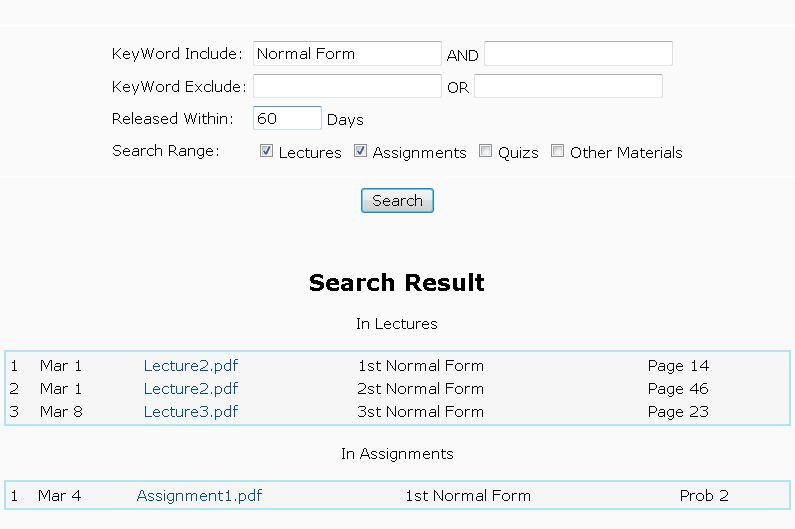 KeyWord Include: Normal Form AND
KeyWord Exclude: OR
Released Within: 60 Days
Search Range: Lectures Assignments Quizs Other Materials
Search
Search Result
In Lectures
1 Mar 1 Lecture2.pdf 1st Normal Form Page 14
2 Mar 1 Lecture2.pdf 2st Normal Form Page 46
3 Mar 8 Lecture3.pdf 3st Normal Form Page 23
In Assignments
1 Mar 4 Assignment1.pdf 1st Normal Form Prob 2